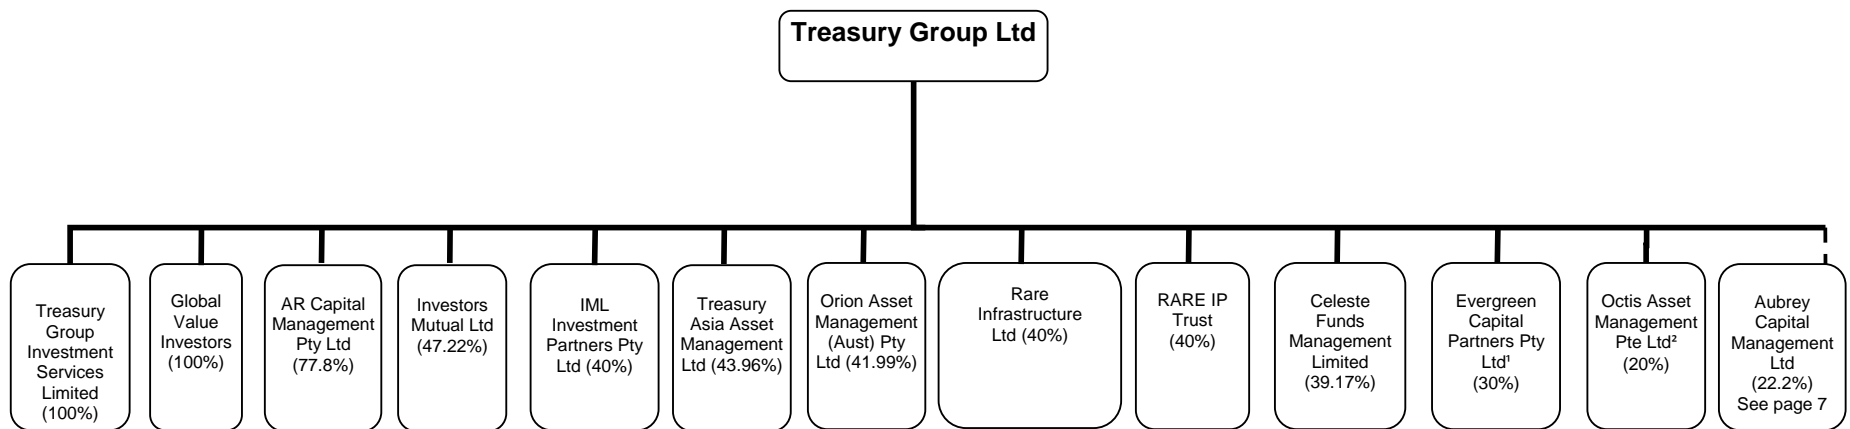 Treasury Group Ltd
Treasury
Group
Investment
Services
Limited
(100%)
Global
Value
Investors
(100%)
AR Capital
Management
Pty Ltd
(77.8%)
Investors
Mutual Ltd
(47.22%)
IML
Investment
Partners Pty
Ltd (40%)
Treasury
Asia Asset
Management
Ltd (43.96%)
Orion Asset
Management
(Aust) Pty
Ltd (41.99%)
Rare
Infrastructure
Ltd (40%)
RARE IP
Trust
(40%)
Celeste
Funds
Management
Limited
(39.17%)
Evergreen
Capital
Partners Pty
Ltd¹
(30%)
Octis Asset
Management
Pte Ltd²
(20%)
Aubrey
Capital
Management
Ltd
(22.2%)
See page 7